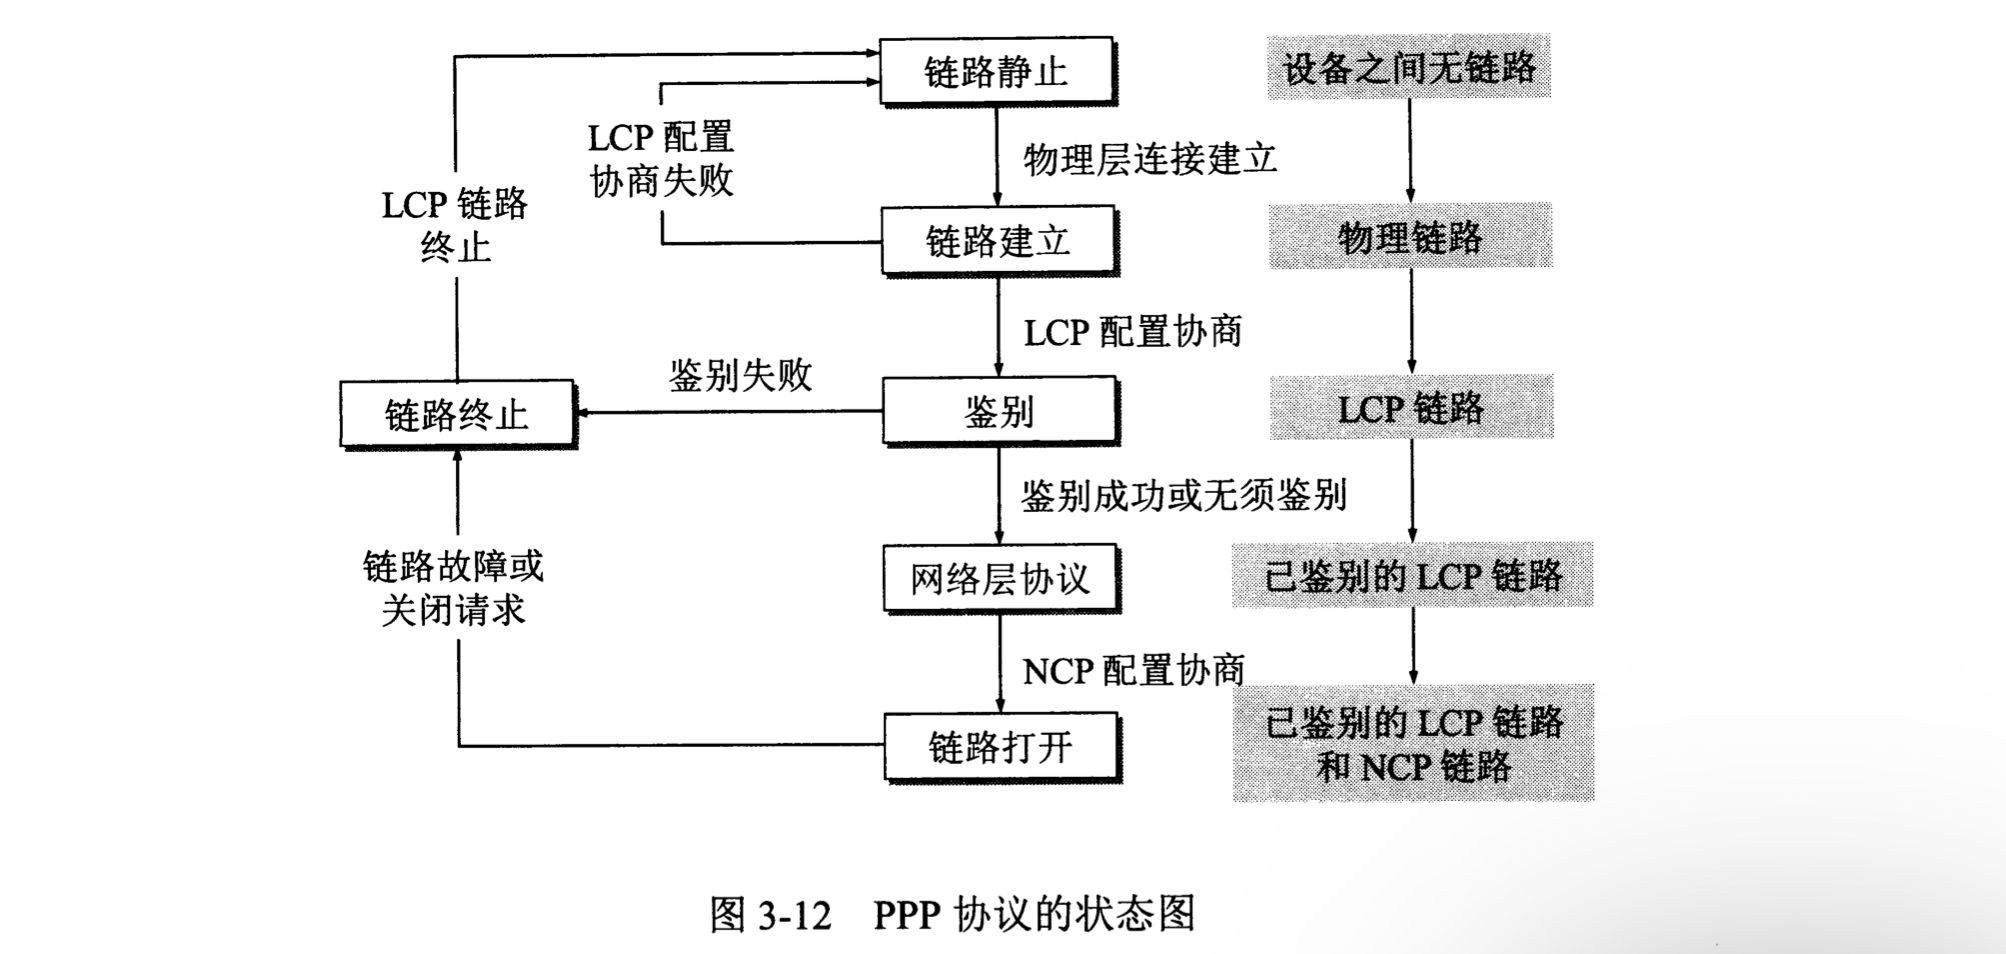 链路静止
设备之间无链路
LCP 配置
协商失败
物理层连接建立
LCP 链路
终止
链路建立
物理链路
LCP 配置协商
鉴别失败
链路终止
鉴别
LCP 链路
鉴别成功或无须鉴别
链路故障或
关闭请求
网络层协议
已鉴别的 LCP 链路
NCP 配置协商
链路打开
已鉴别的 LCP 链路
和 NCP 链路
图 3-12 PPP 协议的状态图